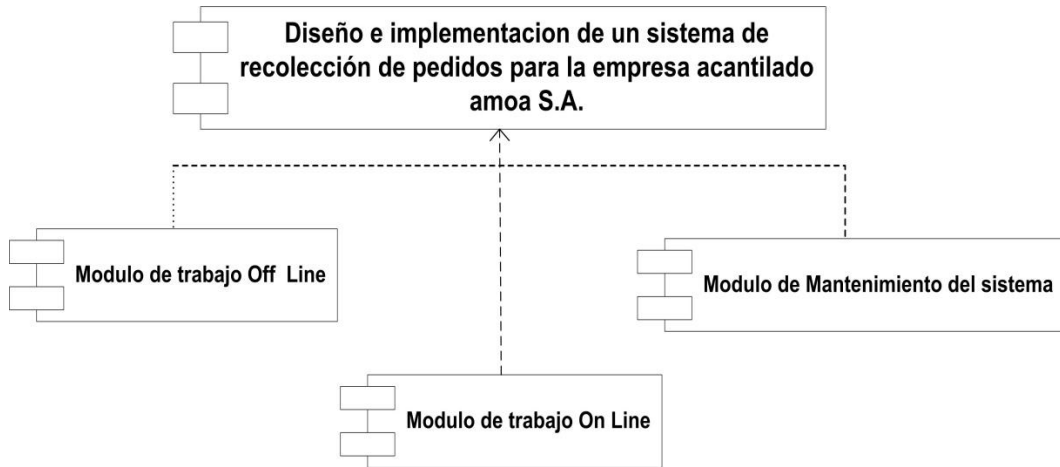 Diseño e implementacion de un sistema de
recolección de pedidos para la empresa acantilado
amoa S.A.
Modulo de trabajo Off Line
Modulo de Mantenimiento del sistema
Modulo de trabajo On Line